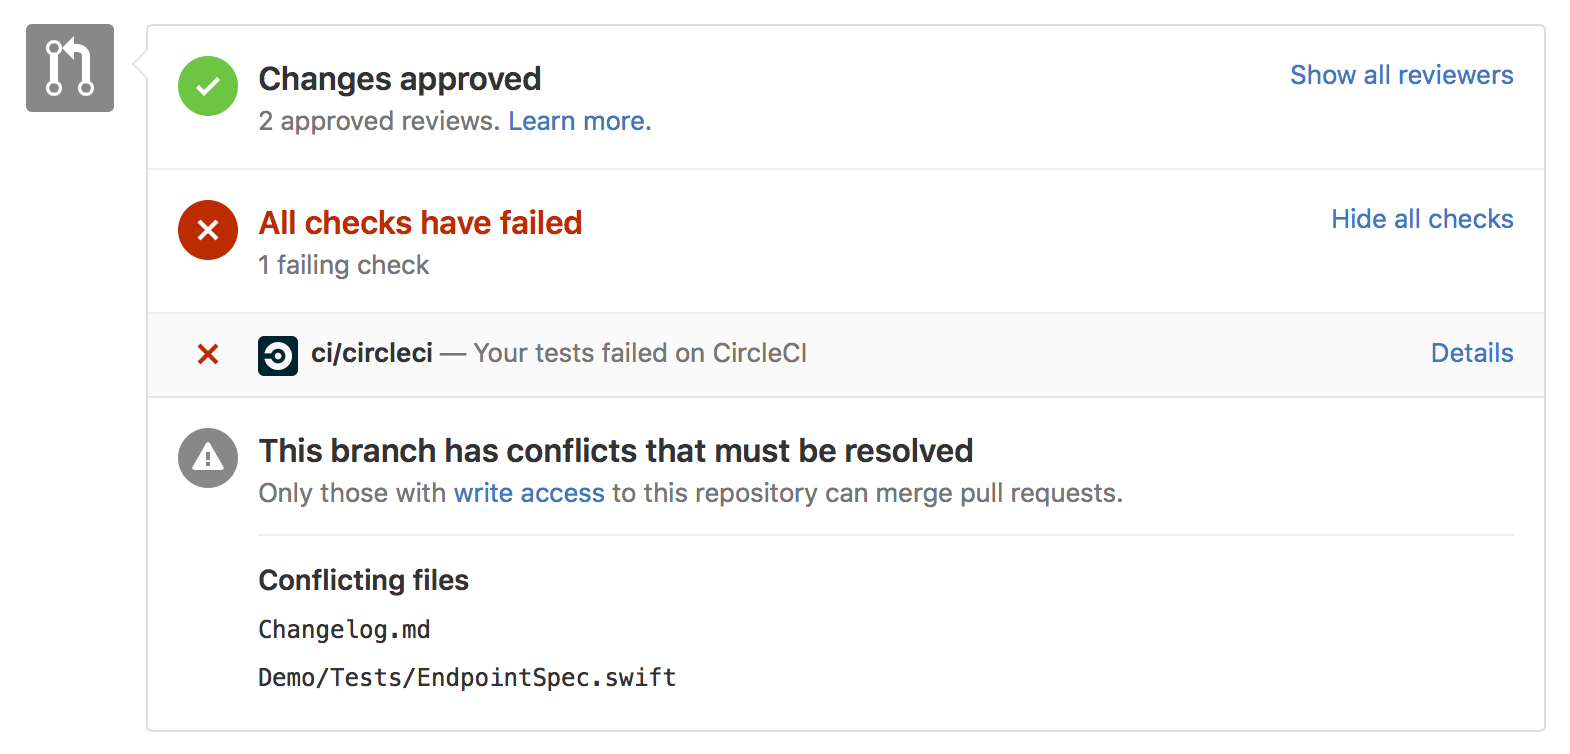 Changes approved
Show all reviewers
2 approved reviews. Learn more.
All checks have failed
Hide all checks
1 failing check
ci/circleci — Your tests failed on CircleCI
Details
This branch has conflicts that must be resolved
Only those with write access to this repository can merge pull requests.
Conflicting files
Changelog.md
Demo/Tests/EndpointSpec.swift